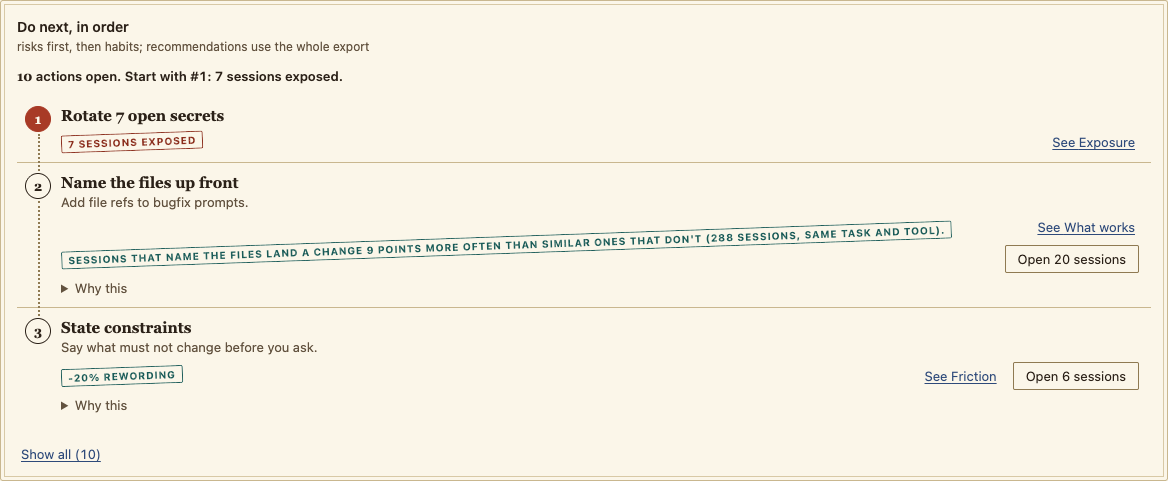 Do next, in order
risks first, then habits; recommendations use the whole export
10 actions open. Start with #1: 7 sessions exposed.
1 Rotate 7 open secrets
7 SESSIONS EXPOSED
See Exposure
2 Name the files up front
Add file refs to bugfix prompts.
SESSIONS THAT NAME THE FILES LAND A CHANGE 9 POINTS MORE OFTEN THAN SIMILAR ONES THAT DON'T (288 SESSIONS, SAME TASK AND TOOL).
See What works
Open 20 sessions
▶ Why this
3 State constraints
Say what must not change before you ask.
-20% REWORDING
See Friction
Open 6 sessions
▶ Why this
Show all (10)